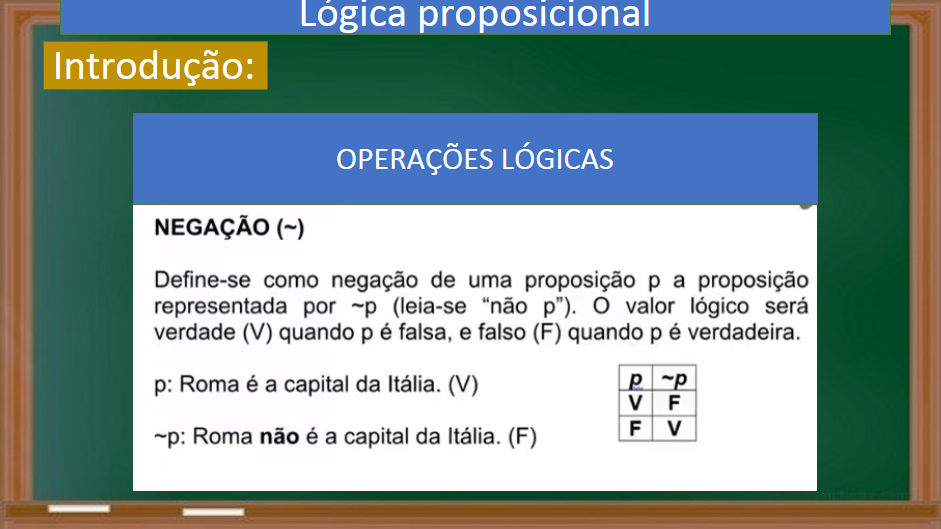 Lógica proposicional
Introdução:
OPERAÇÕES LÓGICAS
NEGAÇÃO (~)
Define-se como negação de uma proposição p a proposição
representada por ~p (leia-se “não p”). O valor lógico será
verdade (V) quando p é falsa, e falso (F) quando p é verdadeira.
p: Roma é a capital da Itália. (V)
~p: Roma não é a capital da Itália. (F)
p ~p
V F
F V